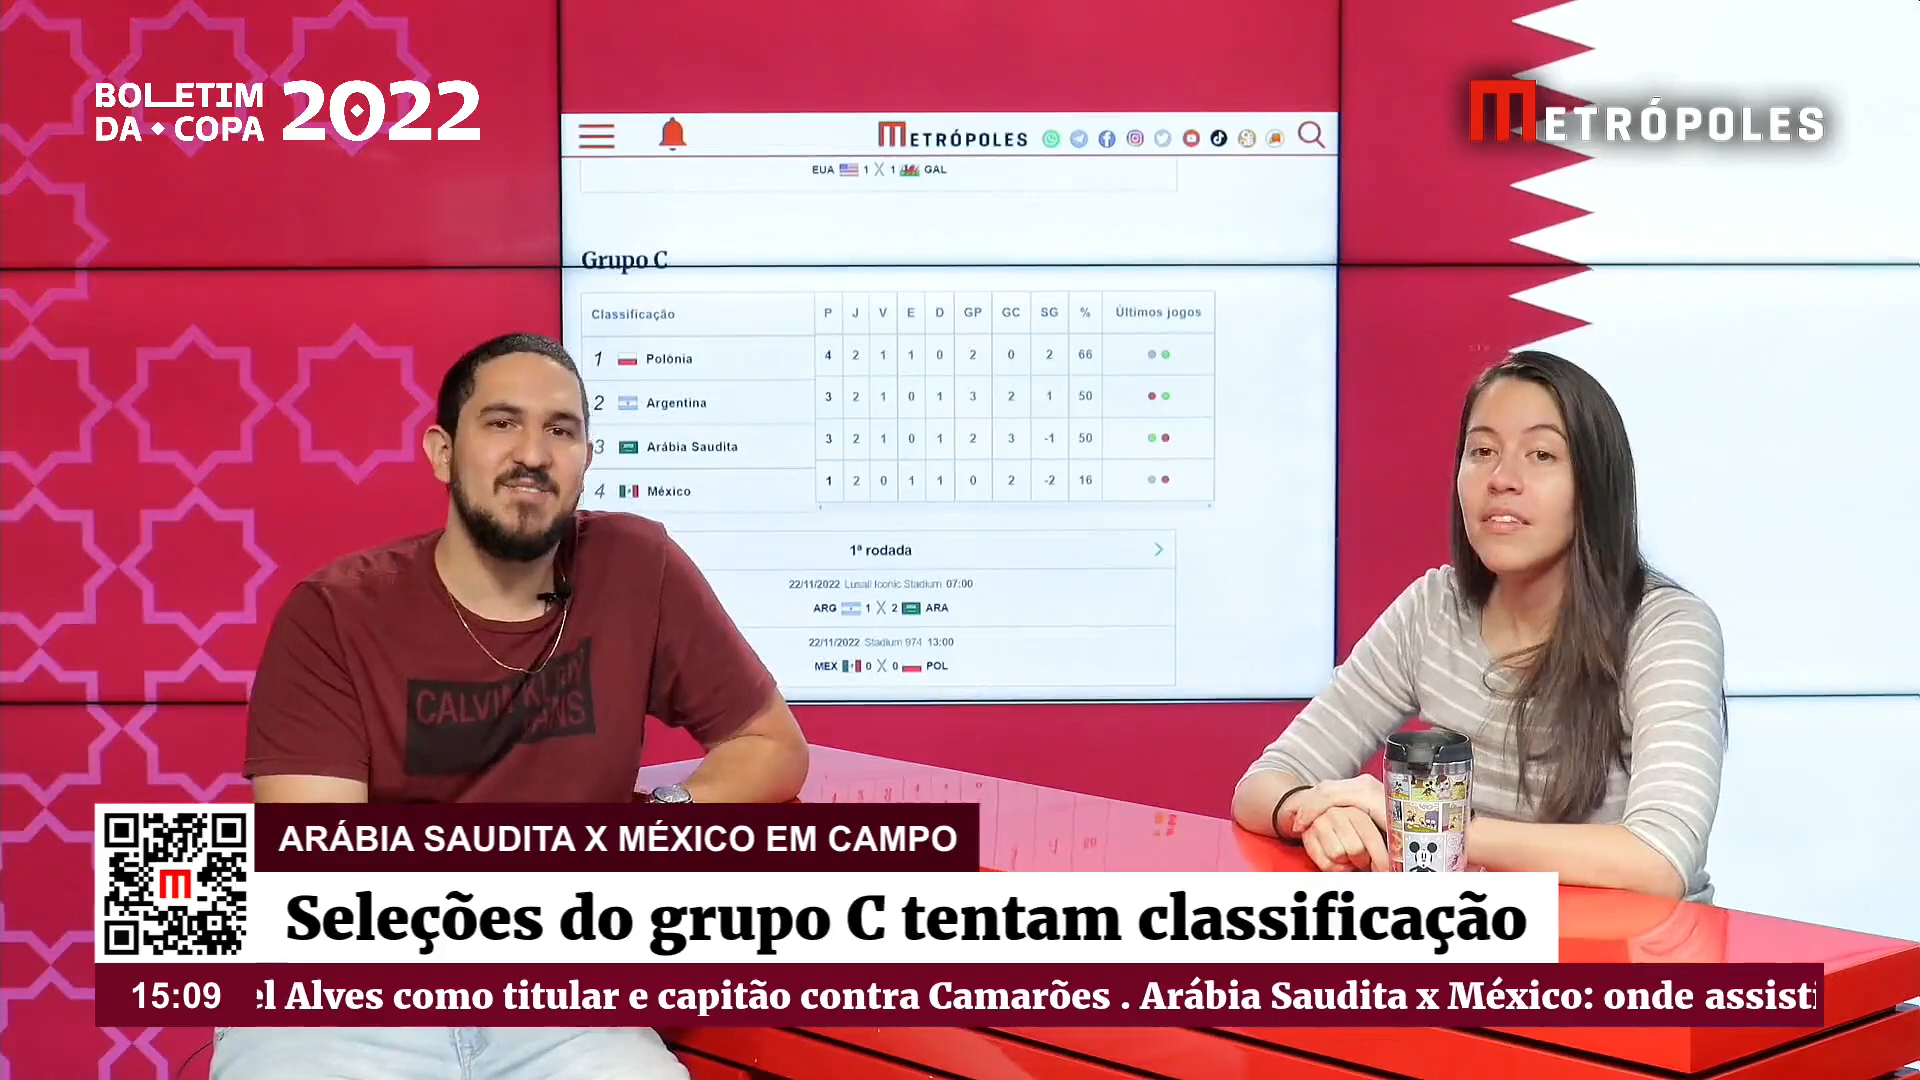 BOLETIM
DA COPA 2022
METRÓPOLES
METRÓPOLES
EUA 1 X 1 GAL
Grupo C
Classificação P J V E D GP GC SG % Últimos jogos
1 Polônia 4 2 1 1 0 2 0 2 66
2 Argentina 3 2 1 0 1 3 2 1 50
3 Arábia Saudita 3 2 1 0 1 2 3 -1 50
4 México 1 2 0 1 1 0 2 -2 16
1ª rodada
22/11/2022 Lusail Iconic Stadium 07:00
ARG 1 X 2 ARA
22/11/2022 Stadium 974 13:00
MEX 0 X 0 POL
CALVIN
ARÁBIA SAUDITA X MÉXICO EM CAMPO
Seleções do grupo C tentam classificação
15:09 el Alves como titular e capitão contra Camarões . Arábia Saudita x México: onde assisti